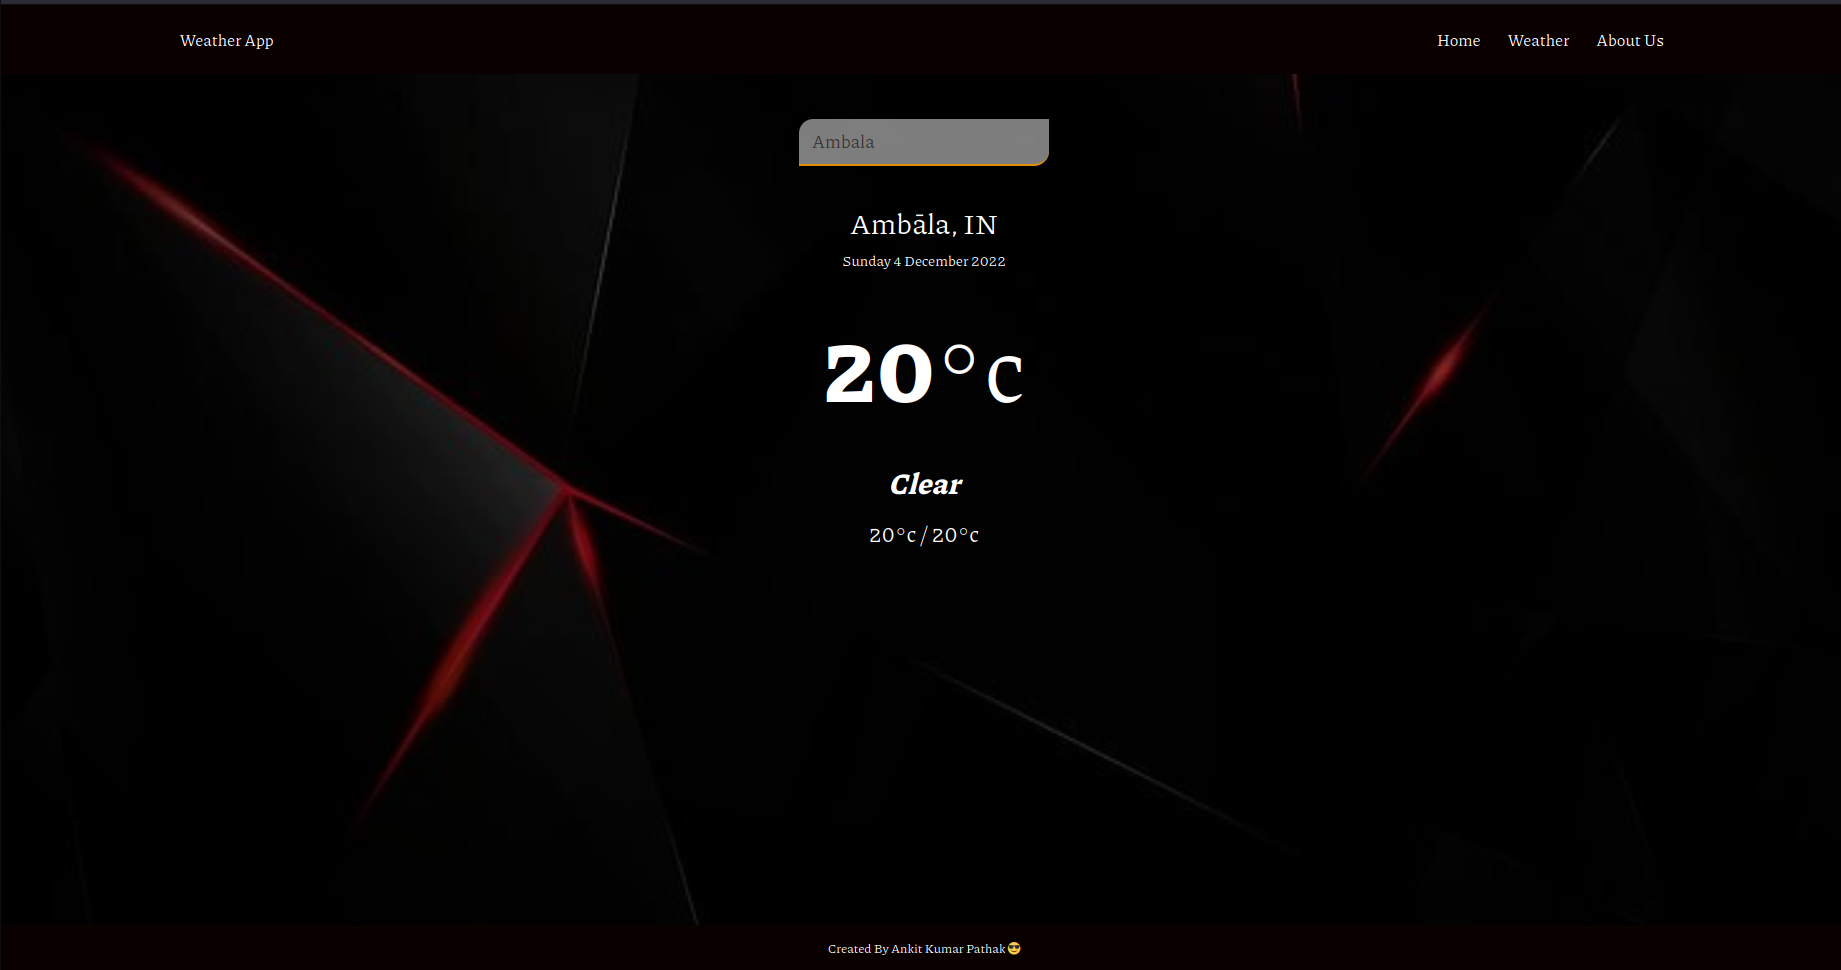 Weather App
Home Weather About Us
Ambala
Ambāla, IN
Sunday 4 December 2022
20°c
Clear
20°c / 20°c
Created By Ankit Kumar Pathak😎